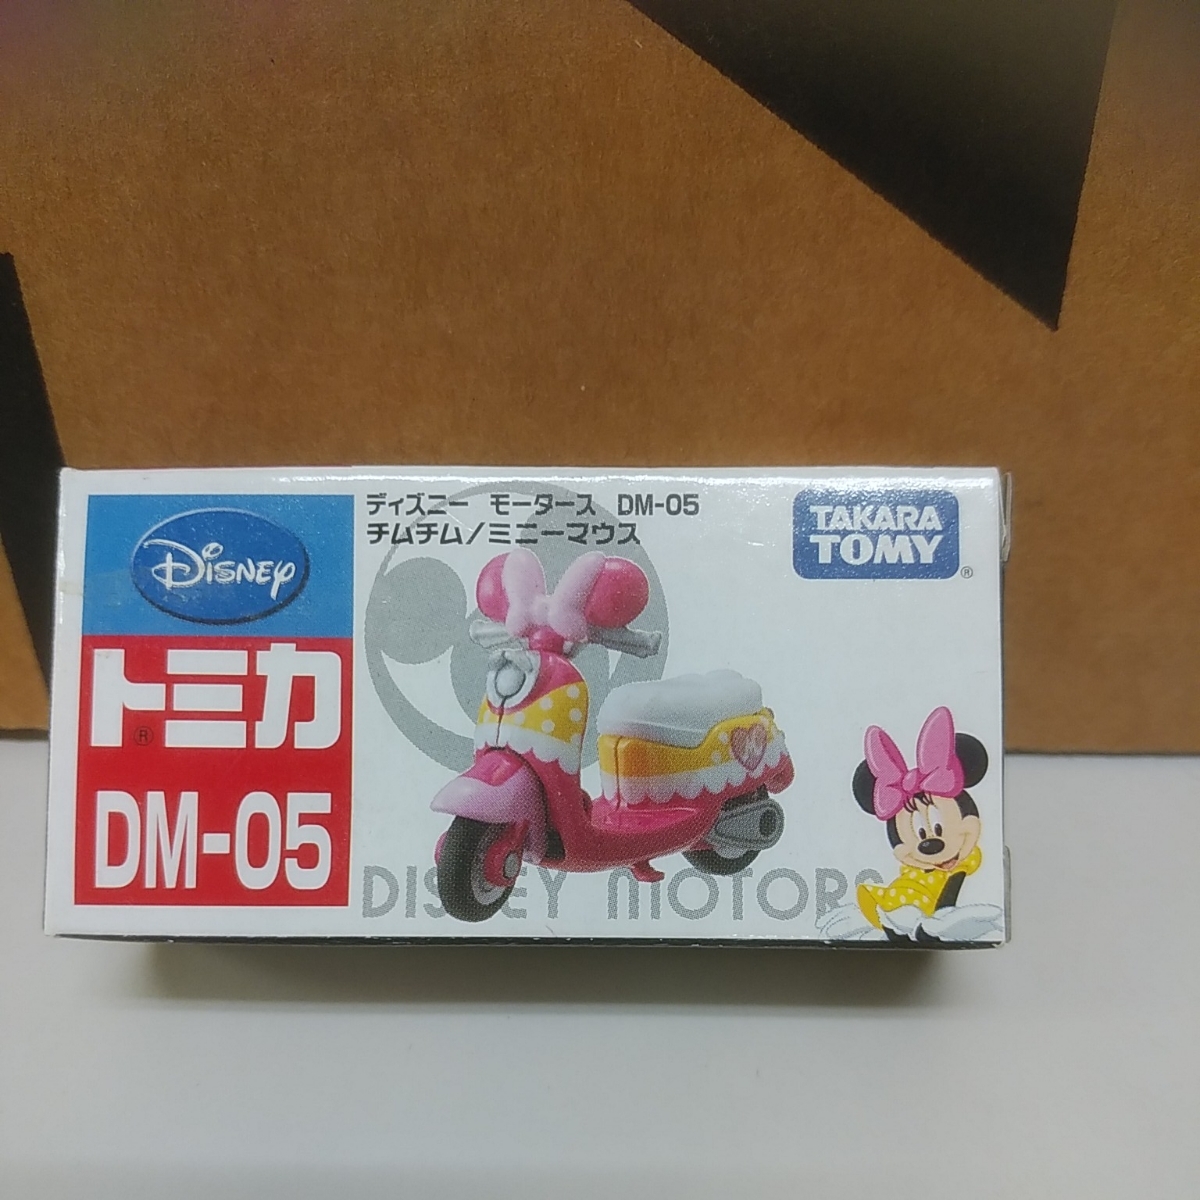 Disney
トミカ®
DM-05
ディズニー モータース DM-05
チムチム/ミニーマウス
TAKARA
TOMY®
DISNEY MOTORS